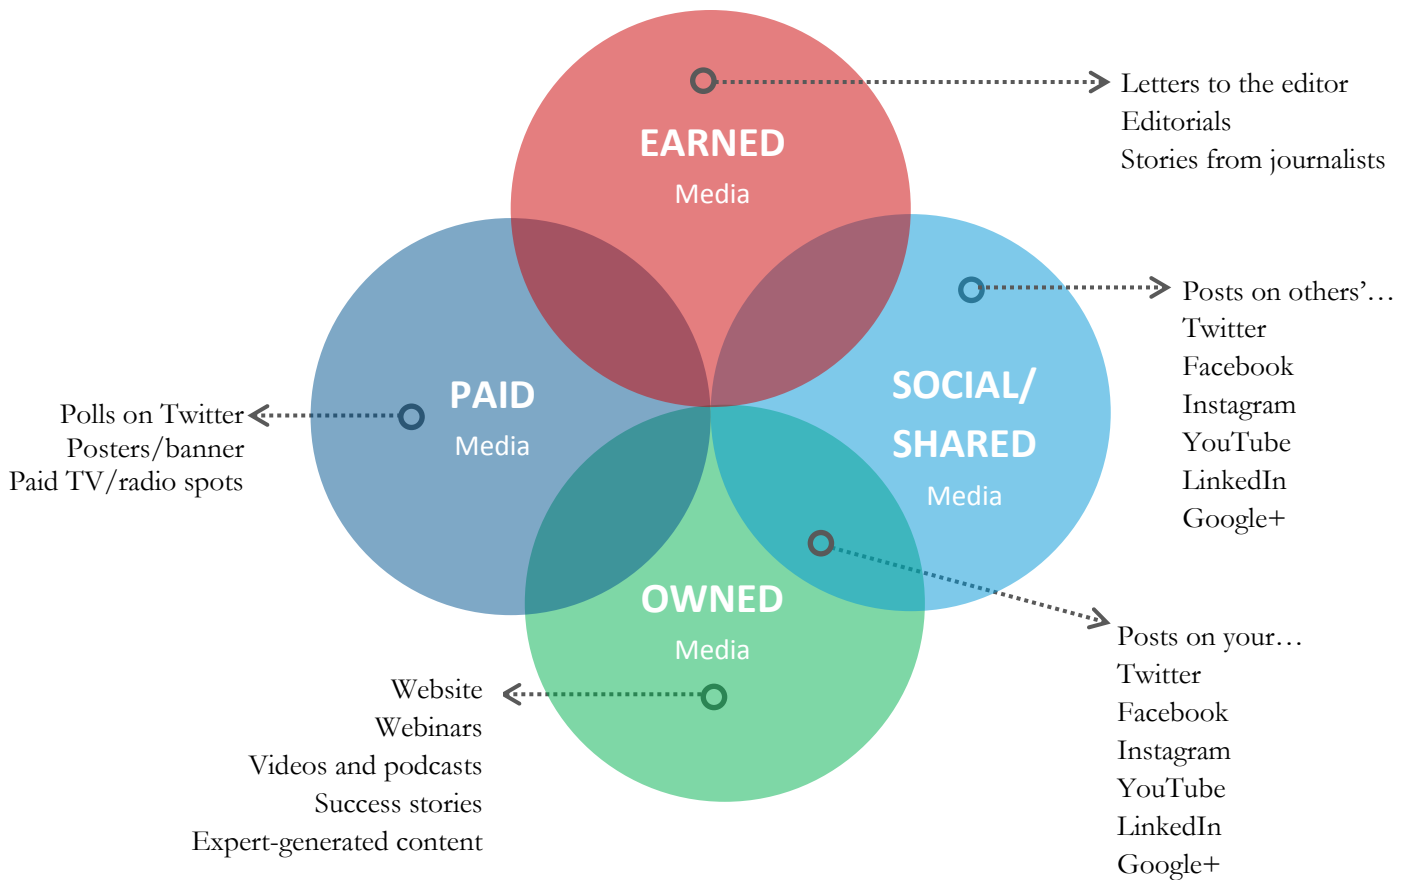 EARNED
Media
Letters to the editor
Editorials
Stories from journalists
PAID
Media
Polls on Twitter
Posters/banner
Paid TV/radio spots
SOCIAL/
SHARED
Media
Posts on others’…
Twitter
Facebook
Instagram
YouTube
LinkedIn
Google+
OWNED
Media
Website
Webinars
Videos and podcasts
Success stories
Expert-generated content
Posts on your…
Twitter
Facebook
Instagram
YouTube
LinkedIn
Google+